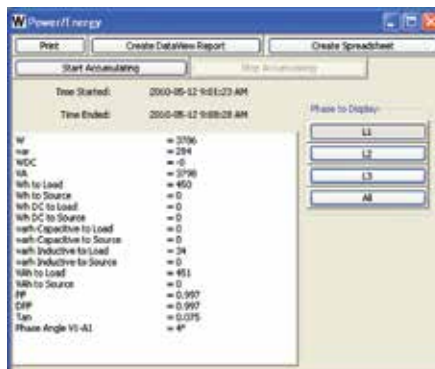 Power/Energy
Print Create DataView Report Create Spreadsheet
Start Accumulating Stop Accumulating
Time Started: 2010-05-12 9:01:23 AM
Time Ended: 2010-05-12 9:08:28 AM
Phase to Display:
L1
L2
L3
All
W = 3786
var = 284
WDC = -0
VA = 3798
Wh to Load = 450
Wh to Source = 0
Wh DC to Load = 0
Wh DC to Source = 0
varh Capacitive to Load = 0
varh Capacitive to Source = 0
varh Inductive to Load = 34
varh Inductive to Source = 0
VAh to Load = 451
VAh to Source = 0
PF = 0.997
DPF = 0.997
Tan = 0.075
Phase Angle V1-A1 = 4°